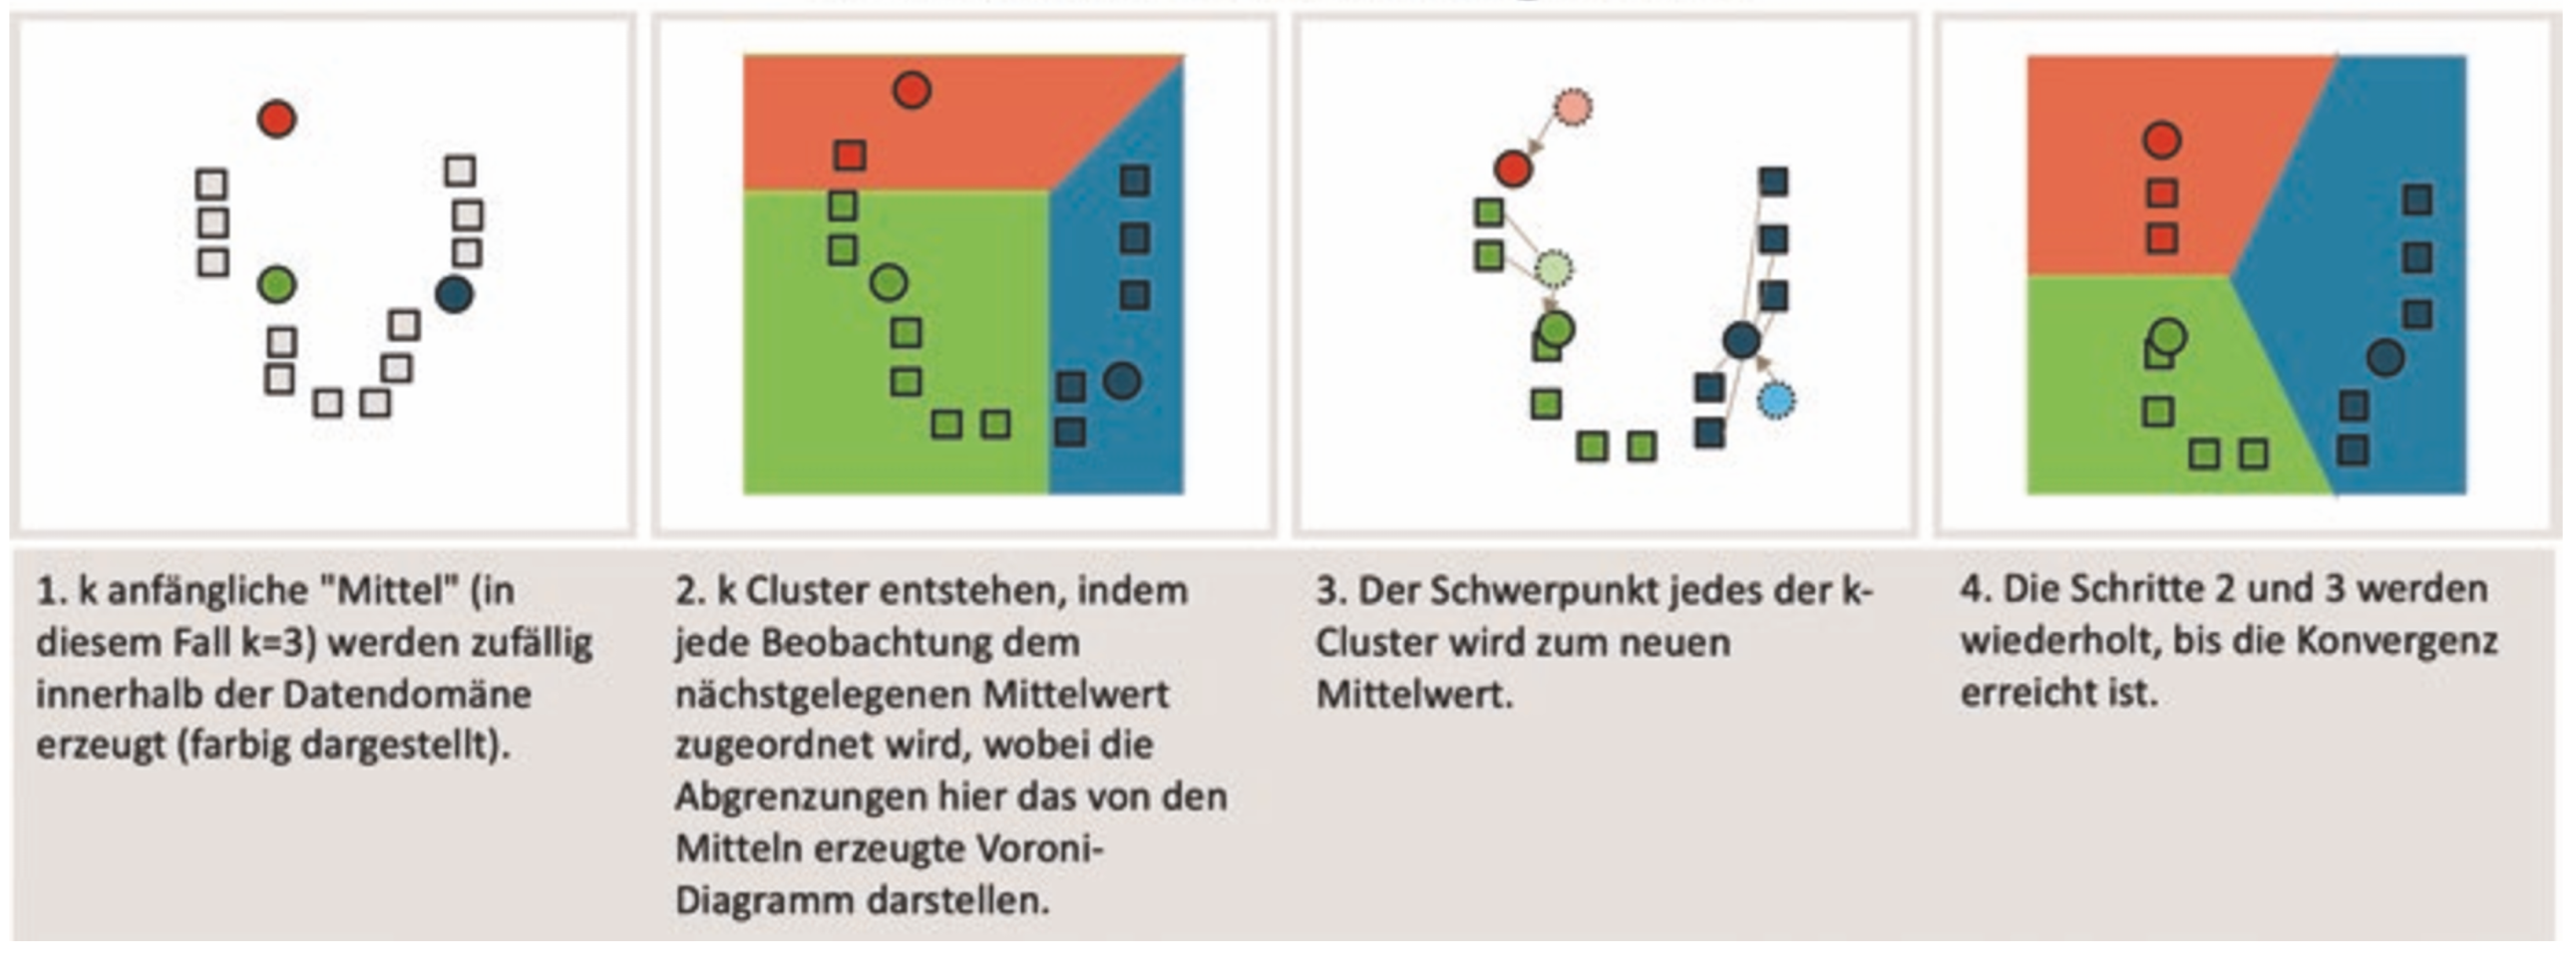 1. k anfängliche "Mittel" (in
diesem Fall k=3) werden zufällig
innerhalb der Datendomäne
erzeugt (farbig dargestellt).
2. k Cluster entstehen, indem
jede Beobachtung dem
nächstgelegenen Mittelwert
zugeordnet wird, wobei die
Abgrenzungen hier das von den
Mitteln erzeugte Voroni-
Diagramm darstellen.
3. Der Schwerpunkt jedes der k-
Cluster wird zum neuen
Mittelwert.
4. Die Schritte 2 und 3 werden
wiederholt, bis die Konvergenz
erreicht ist.